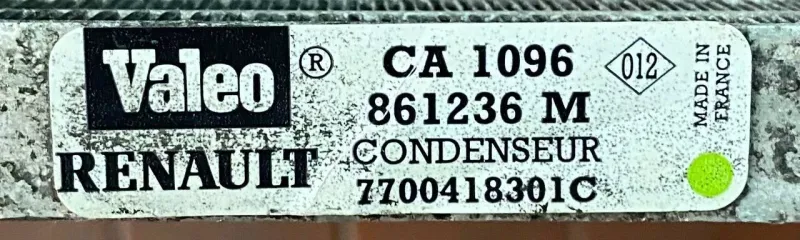 Valeo ®
RENAULT
CA 1096
861236 M
CONDENSEUR
7700418301C
012
MADE IN
FRANCE